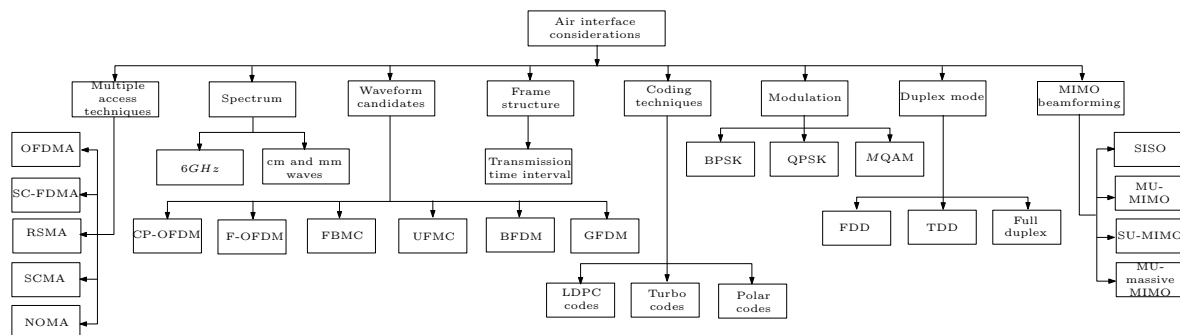 Air interface
considerations
Multiple
access
techniques
Spectrum
Waveform
candidates
Frame
structure
Coding
techniques
Modulation
Duplex mode
MIMO
beamforming
OFDMA
SC-FDMA
RSMA
SCMA
NOMA
6GHz
cm and mm
waves
CP-OFDM
F-OFDM
FBMC
UFMC
BFDM
GFDM
Transmission
time interval
LDPC
codes
Turbo
codes
Polar
codes
BPSK
QPSK
MQAM
FDD
TDD
Full
duplex
SISO
MU-
MIMO
SU-MIMO
MU-
massive
MIMO